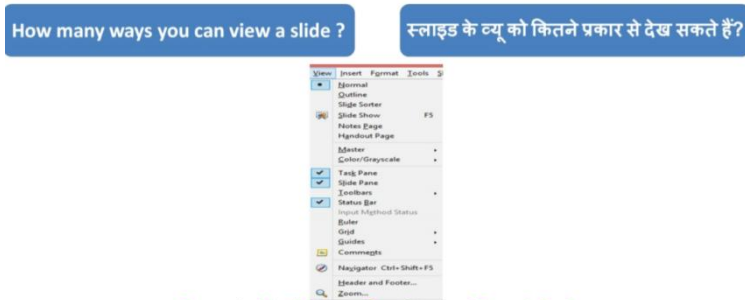 How many ways you can view a slide ?
स्लाइड के व्यू को कितने प्रकार से देख सकते हैं?
View Insert Format Tools
Normal
Outline
Slide Sorter
Slide Show F5
Notes Page
Handout Page
Master
Color/Grayscale
Task Pane
Slide Pane
Toolbars
Status Bar
Input Method Status
Ruler
Grid
Guides
Comments
Navigator Ctrl+Shift+F5
Header and Footer...
Zoom...